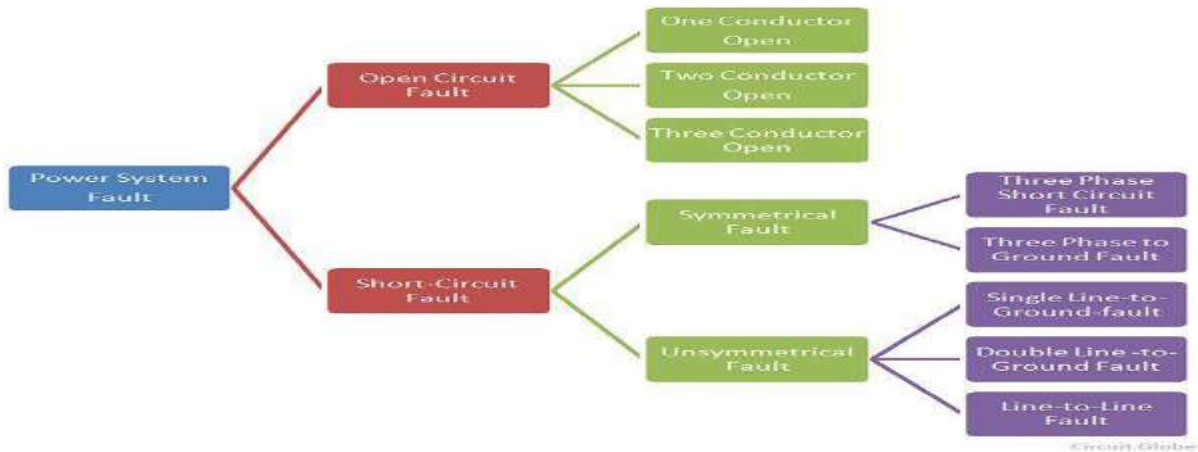 Power System
Fault
Open Circuit
Fault
One Conductor
Open
Two Conductor
Open
Three Conductor
Open
Short-Circuit
Fault
Symmetrical
Fault
Three Phase
Short Circuit
Fault
Three Phase to
Ground Fault
Unsymmetrical
Fault
Single Line-to-
Ground-fault
Double Line -to-
Ground Fault
Line-to-Line
Fault
Circuit Globe